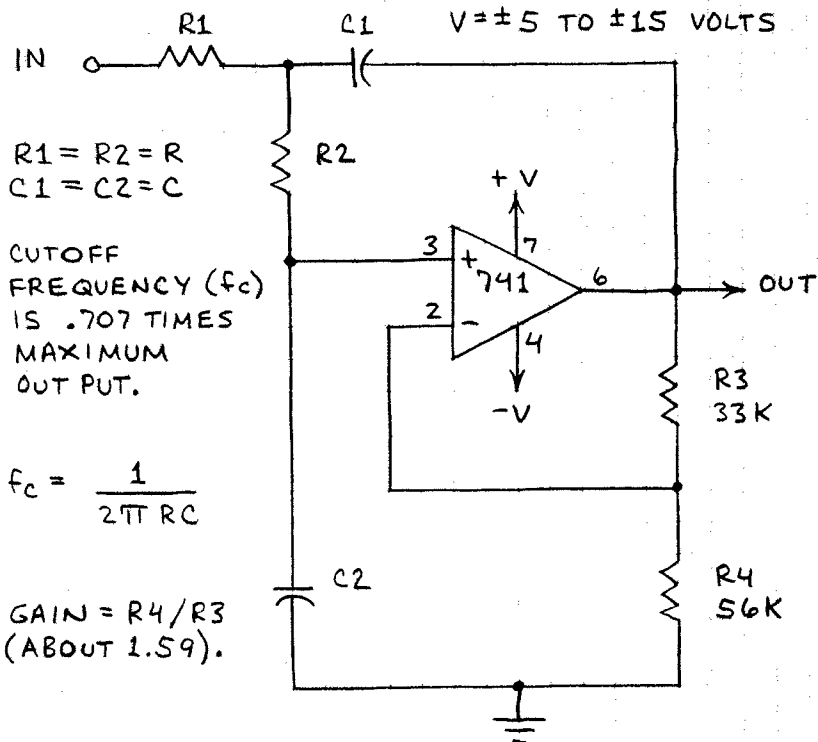 R1
C1
V = ± 5 TO ± 15 VOLTS
IN
R1 = R2 = R
C1 = C2 = C
R2
+ V
CUTOFF
FREQUENCY (fc)
IS .707 TIMES
MAXIMUM
OUT PUT.
3
+
7
741
6
OUT
2
-
4
-V
R3
33K
fc = 1
2π RC
C2
R4
56K
GAIN = R4/R3
(ABOUT 1.59).